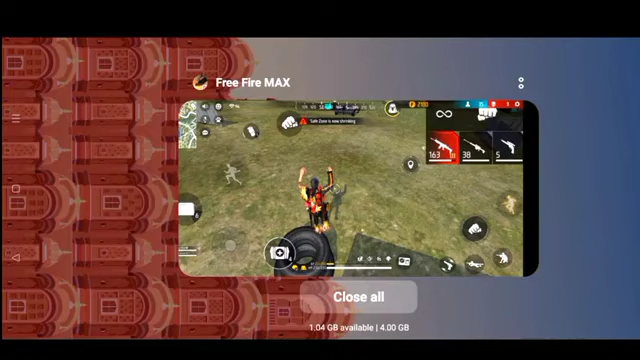 Free Fire MAX
2180
Safe Zone is now shrinking
163
38
5
Close all
1.04 GB available | 4.00 GB